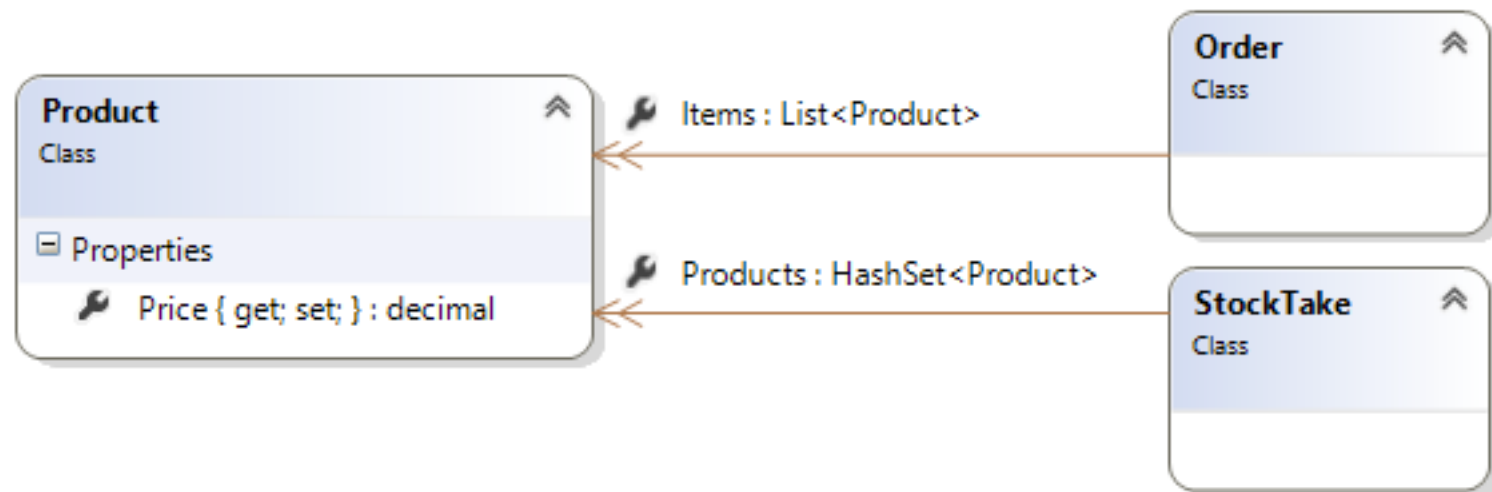 Product
Class
Properties
Price { get; set; } : decimal
Items : List<Product>
Products : HashSet<Product>
Order
Class
StockTake
Class